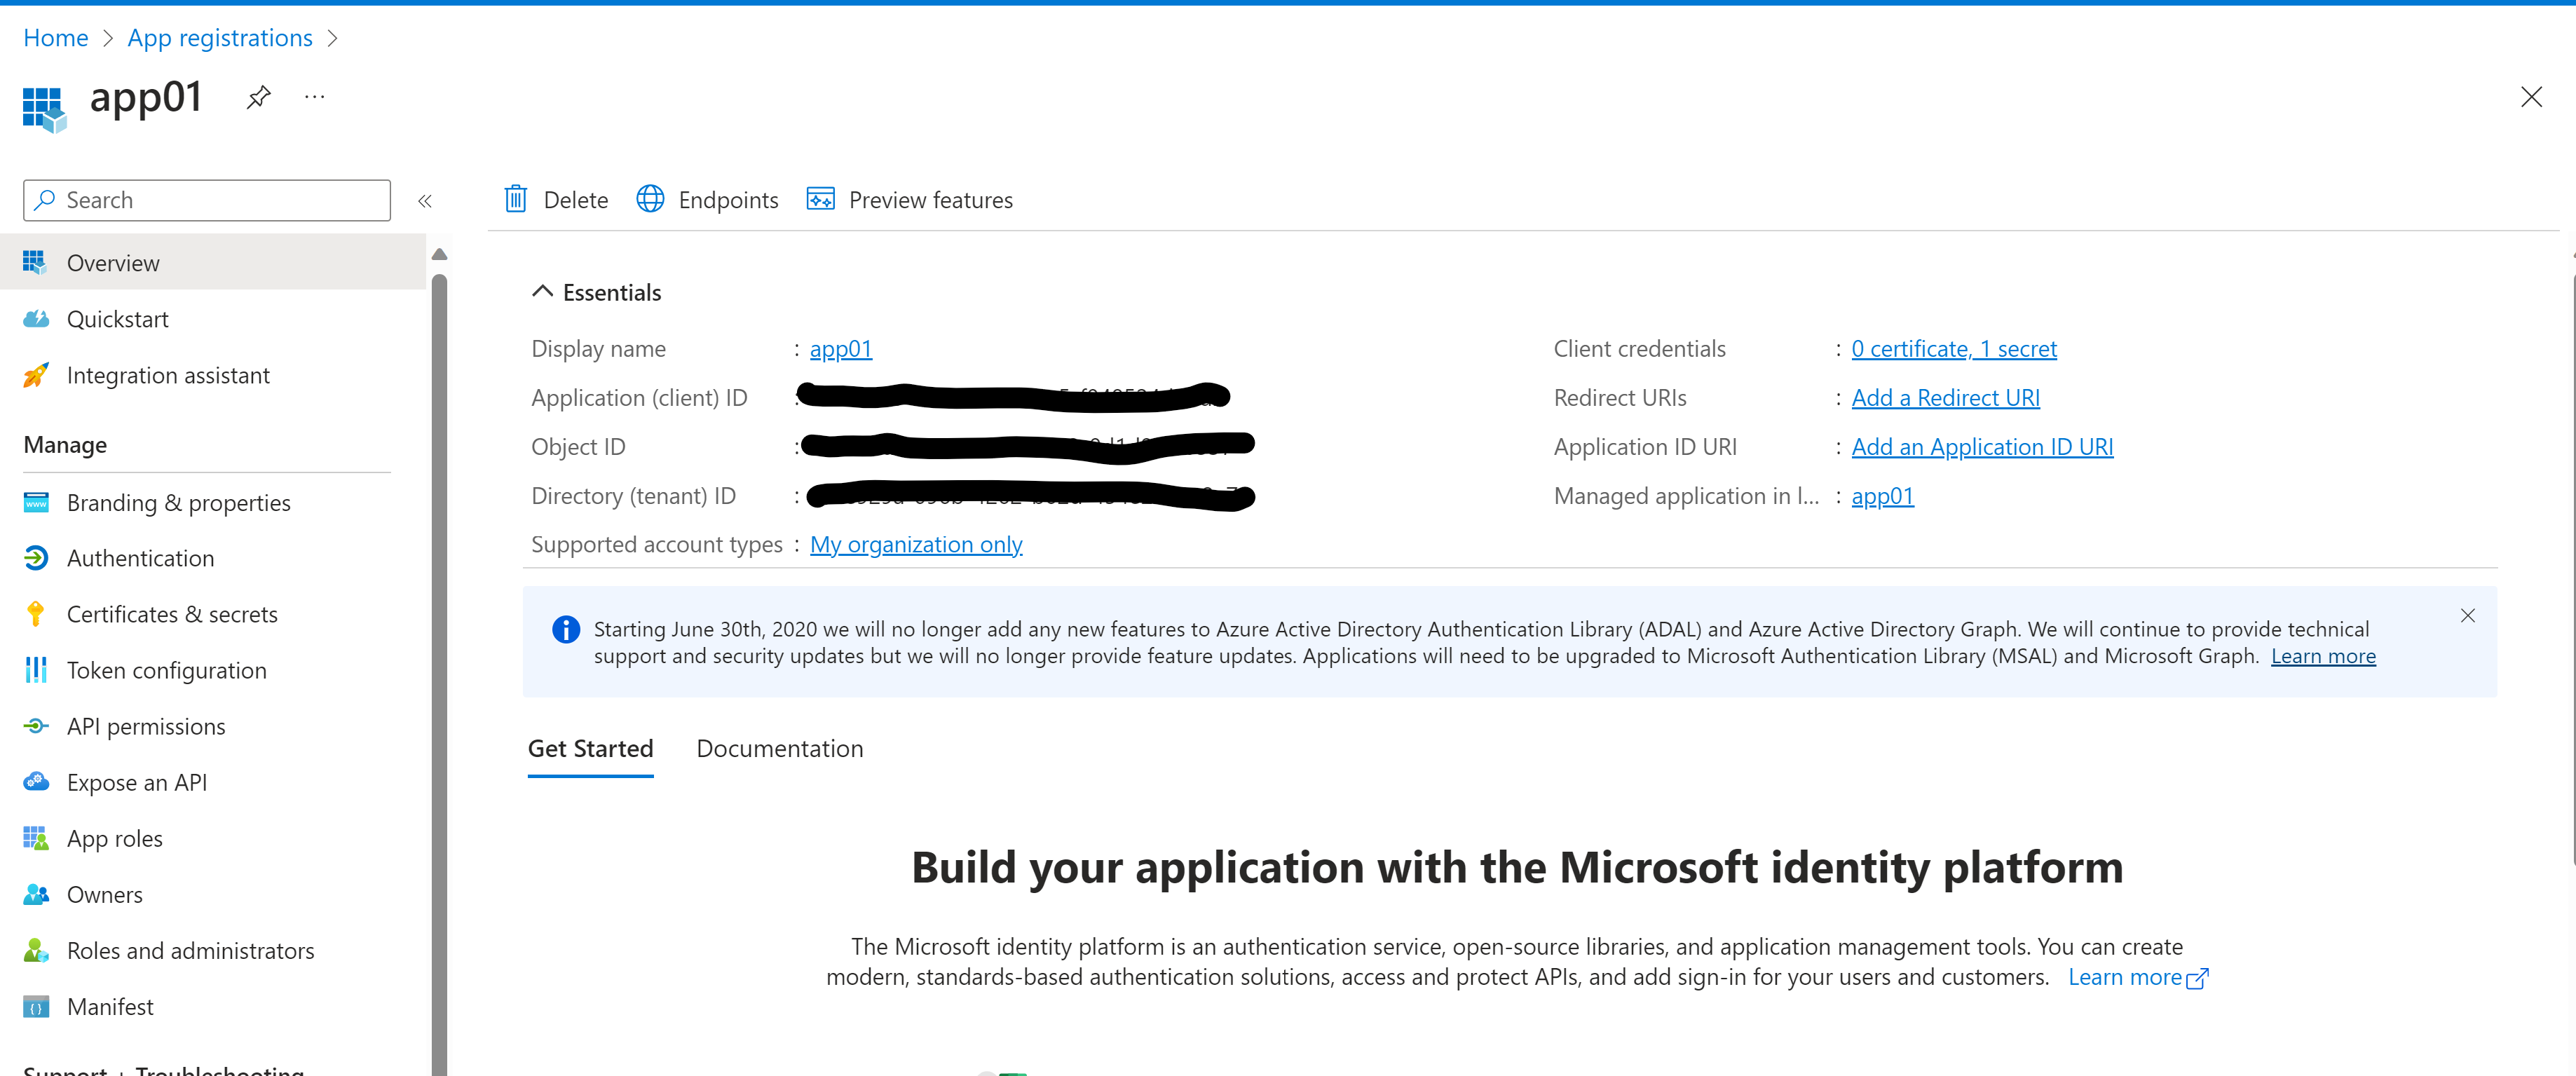 Home > App registrations >
app01
Search
Delete
Endpoints
Preview features
Overview
Quickstart
Integration assistant
Manage
Branding & properties
Authentication
Certificates & secrets
Token configuration
API permissions
Expose an API
App roles
Owners
Roles and administrators
Manifest
Essentials
Display name : app01
Application (client) ID :
Object ID :
Directory (tenant) ID :
Supported account types : My organization only
Client credentials : 0 certificate, 1 secret
Redirect URIs : Add a Redirect URI
Application ID URI : Add an Application ID URI
Managed application in l... : app01
Starting June 30th, 2020 we will no longer add any new features to Azure Active Directory Authentication Library (ADAL) and Azure Active Directory Graph. We will continue to provide technical
support and security updates but we will no longer provide feature updates. Applications will need to be upgraded to Microsoft Authentication Library (MSAL) and Microsoft Graph. Learn more
Get Started
Documentation
Build your application with the Microsoft identity platform
The Microsoft identity platform is an authentication service, open-source libraries, and application management tools. You can create
modern, standards-based authentication solutions, access and protect APIs, and add sign-in for your users and customers. Learn more
Support + Troubleshooting